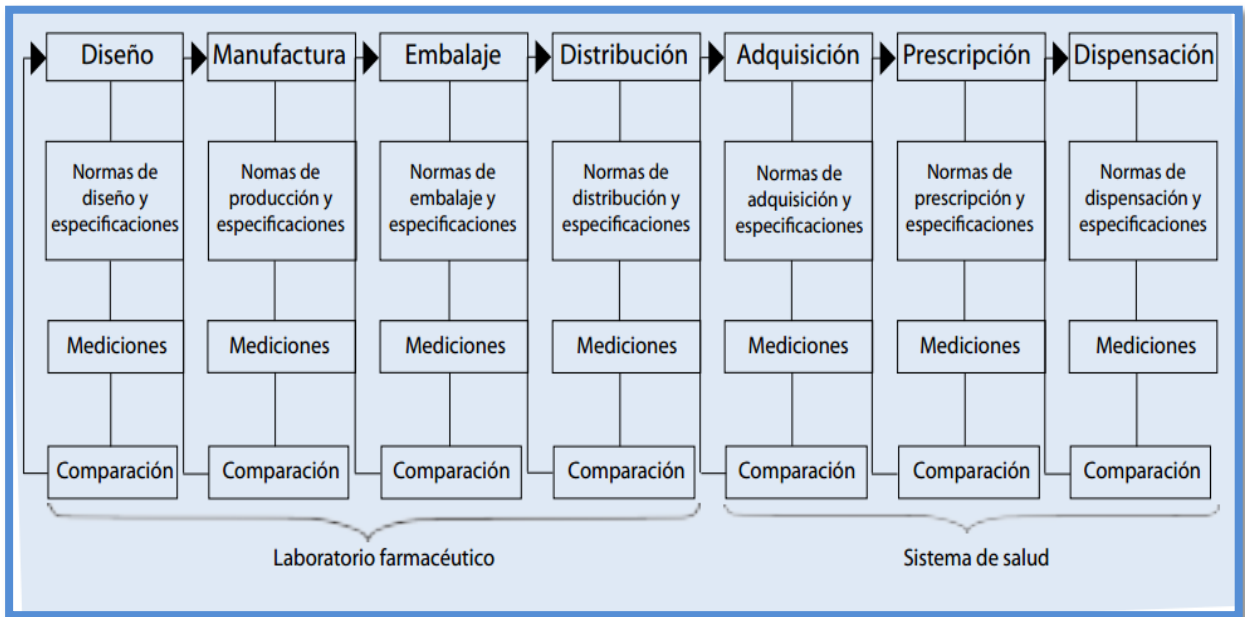 Diseño
Manufactura
Embalaje
Distribución
Adquisición
Prescripción
Dispensación
Normas de
diseño y
especificaciones
Nomas de
producción y
especificaciones
Normas de
embalaje y
especificaciones
Normas de
distribución y
especificaciones
Normas de
adquisición y
especificaciones
Normas de
prescripción y
especificaciones
Normas de
dispensación y
especificaciones
Mediciones
Mediciones
Mediciones
Mediciones
Mediciones
Mediciones
Mediciones
Comparación
Comparación
Comparación
Comparación
Comparación
Comparación
Comparación
Laboratorio farmacéutico
Sistema de salud